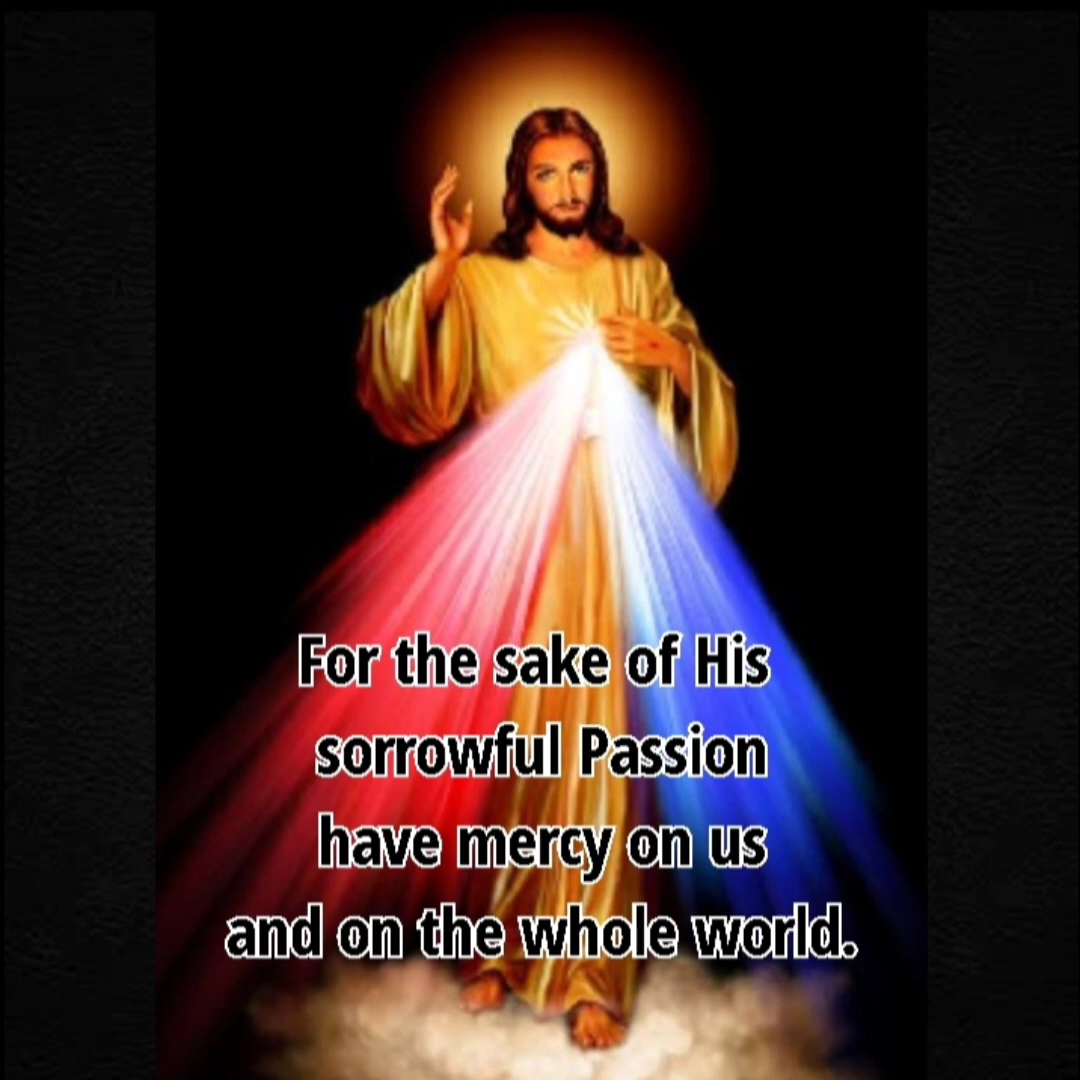 For the sake of His
sorrowful Passion
have mercy on us
and on the whole world.